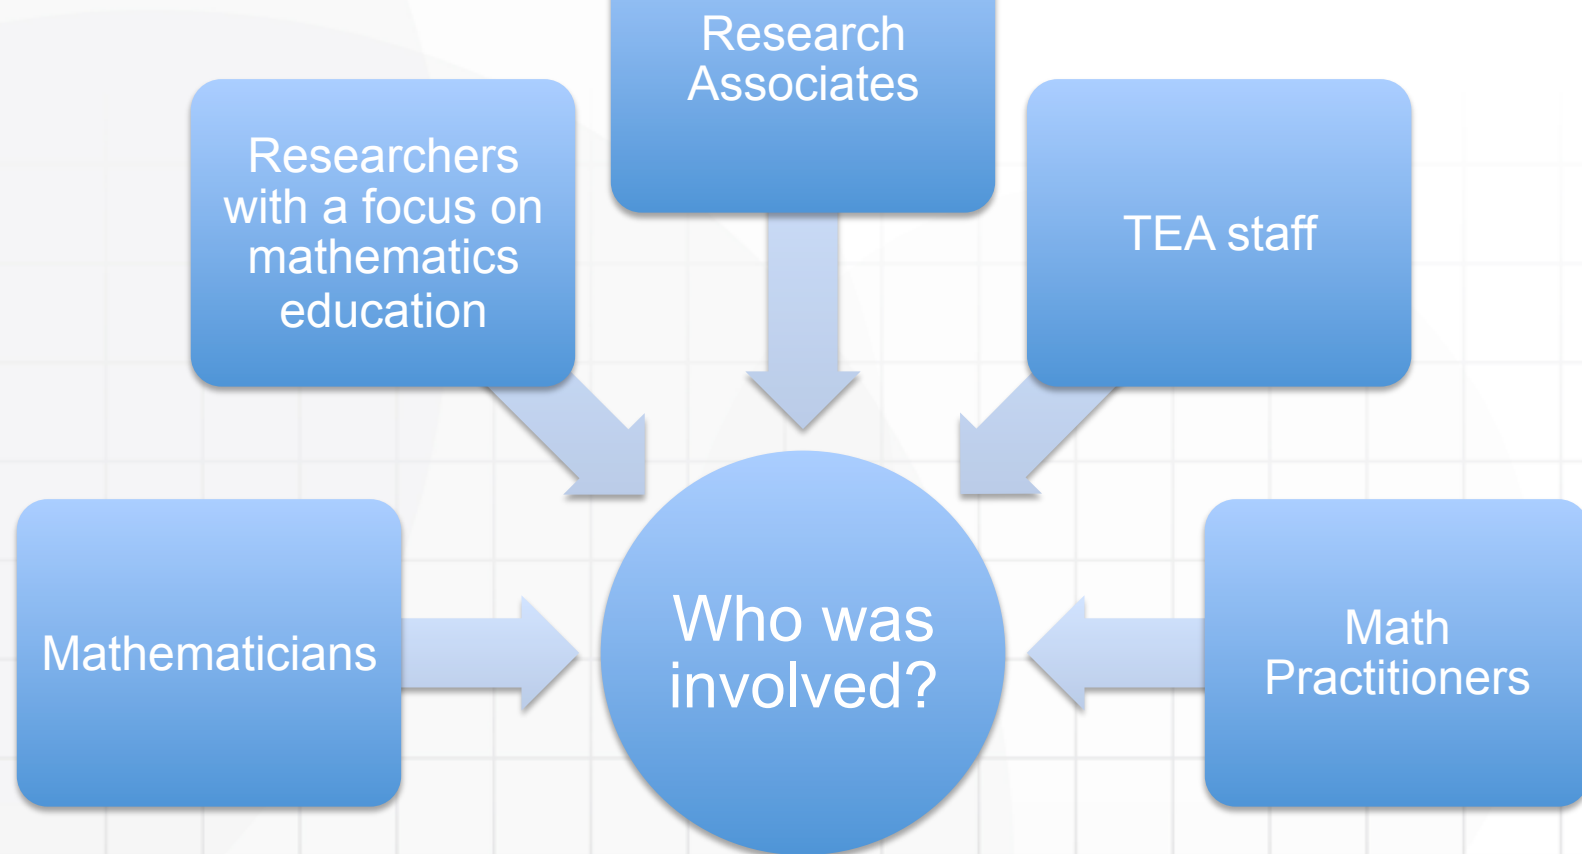 Research
Associates
Researchers
with a focus on
mathematics
education
TEA staff
Mathematicians
Who was
involved?
Math
Practitioners